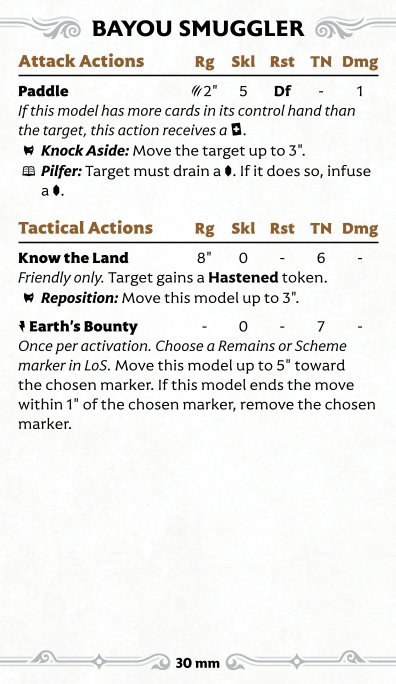 BAYOU SMUGGLER
Attack Actions Rg Skl Rst TN Dmg
Paddle 2" 5 Df - 1
If this model has more cards in its control hand than
the target, this action receives a .
Knock Aside: Move the target up to 3".
Pilfer: Target must drain a . If it does so, infuse
a .
Tactical Actions Rg Skl Rst TN Dmg
Know the Land 8" 0 - 6 -
Friendly only. Target gains a Hastened token.
Reposition: Move this model up to 3".
Earth's Bounty - 0 - 7 -
Once per activation. Choose a Remains or Scheme
marker in LoS. Move this model up to 5" toward
the chosen marker. If this model ends the move
within 1" of the chosen marker, remove the chosen
marker.
30 mm